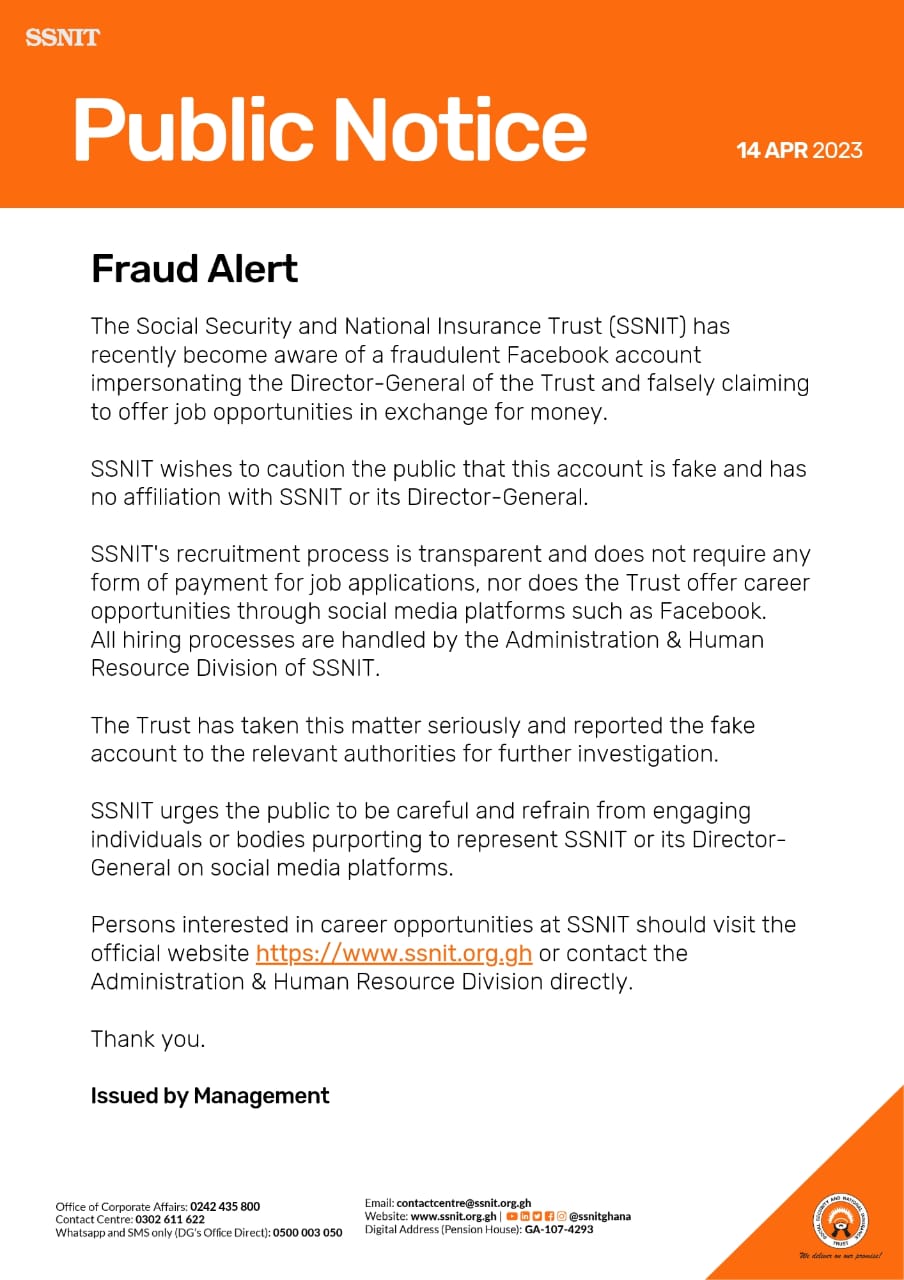 SSNIT
Public Notice
14 APR 2023
Fraud Alert
The Social Security and National Insurance Trust (SSNIT) has
recently become aware of a fraudulent Facebook account
impersonating the Director-General of the Trust and falsely claiming
to offer job opportunities in exchange for money.
SSNIT wishes to caution the public that this account is fake and has
no affiliation with SSNIT or its Director-General.
SSNIT's recruitment process is transparent and does not require any
form of payment for job applications, nor does the Trust offer career
opportunities through social media platforms such as Facebook.
All hiring processes are handled by the Administration & Human
Resource Division of SSNIT.
The Trust has taken this matter seriously and reported the fake
account to the relevant authorities for further investigation.
SSNIT urges the public to be careful and refrain from engaging
individuals or bodies purporting to represent SSNIT or its Director-
General on social media platforms.
Persons interested in career opportunities at SSNIT should visit the
official website https://www.ssnit.org.gh or contact the
Administration & Human Resource Division directly.
Thank you.
Issued by Management
Office of Corporate Affairs: 0242 435 800
Contact Centre: 0302 611 622
Whatsapp and SMS only (DG's Office Direct): 0500 003 050
Email: contactcentre@ssnit.org.gh
Website: www.ssnit.org.gh | @ssnitghana
Digital Address (Pension House): GA-107-4293
SOCIAL SECURITY AND NATIONAL INSURANCE TRUST
We deliver on our promise!